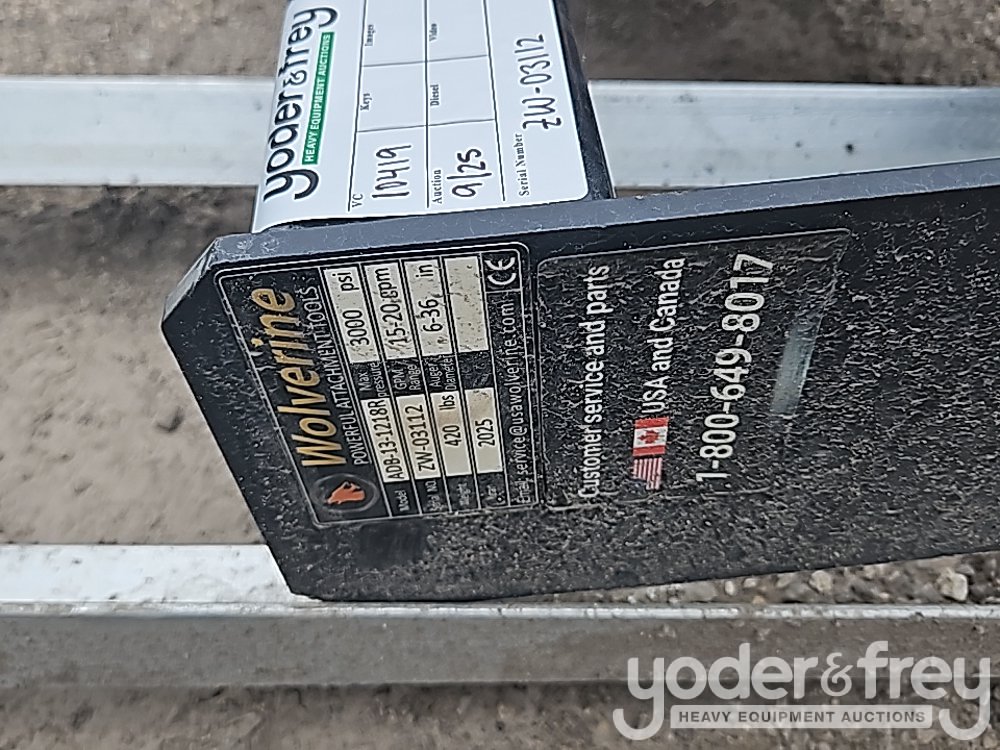 yoder&frey
HEAVY EQUIPMENT AUCTIONS
VC Keys Images
10419
Auction Diesel Video
9/25
Serial Number
ZW-03112
Wolverine
POWERFUL ATTACHMENT TOOLS
Model ADB-13-1218R Max Pressure 3000 psi
Serial NO ZW-03112 GPM Range 15-20 gpm
Weight 420 lbs Auger Diameter 6-36 in
Year 2025
Email: service@usawolverine.com CE
Customer service and parts
USA and Canada
1-800-649-8017
yoder&frey
HEAVY EQUIPMENT AUCTIONS